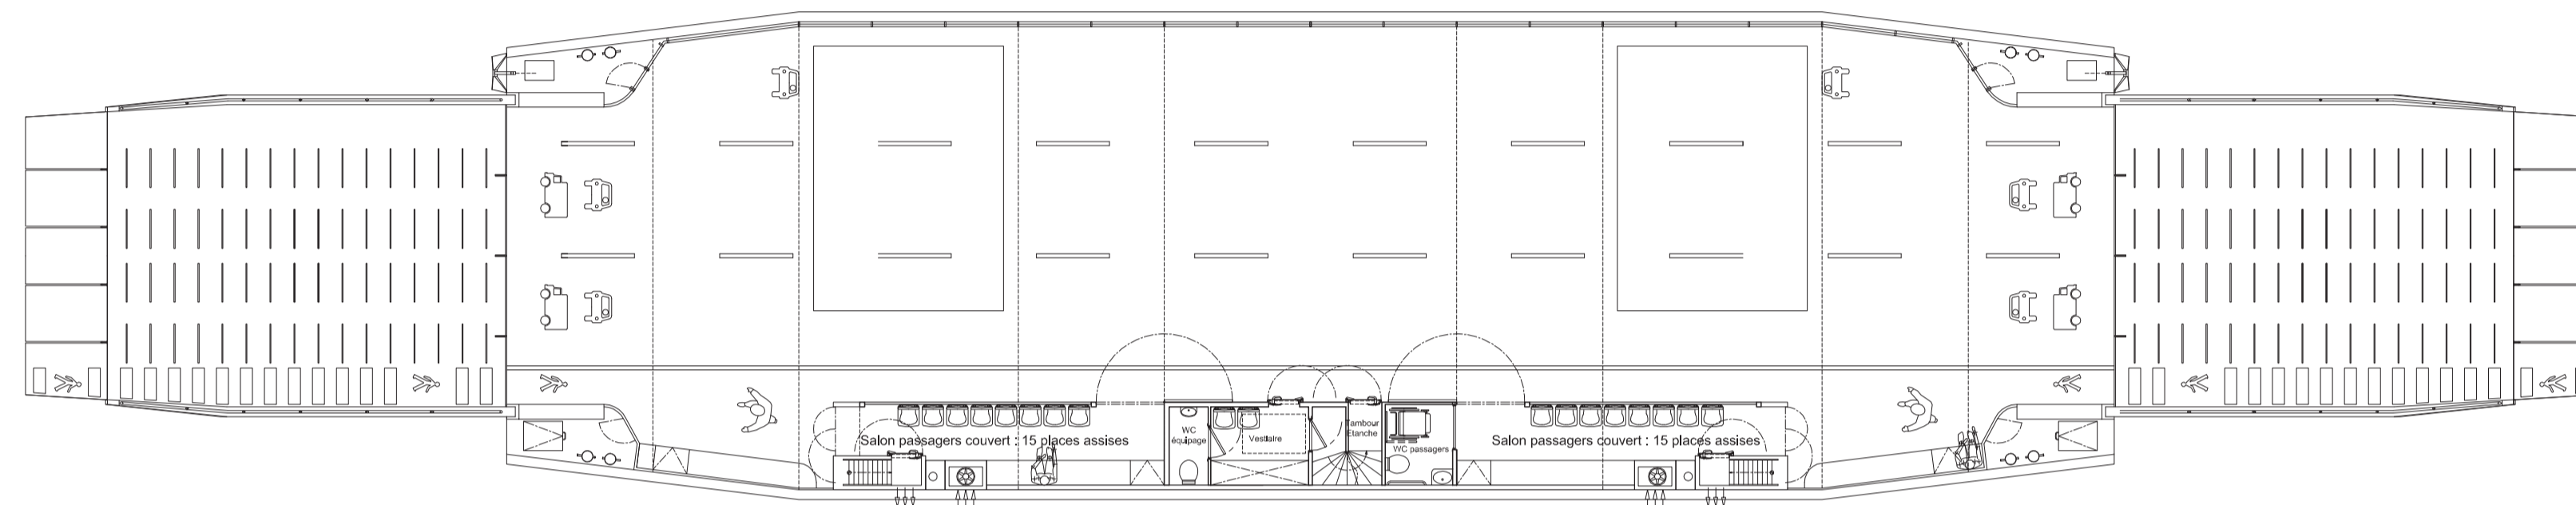 Salon passagers couvert : 15 places assises
WC
équipage
Vestiaire
Tambour
Etanche
WC passagers
Salon passagers couvert : 15 places assises